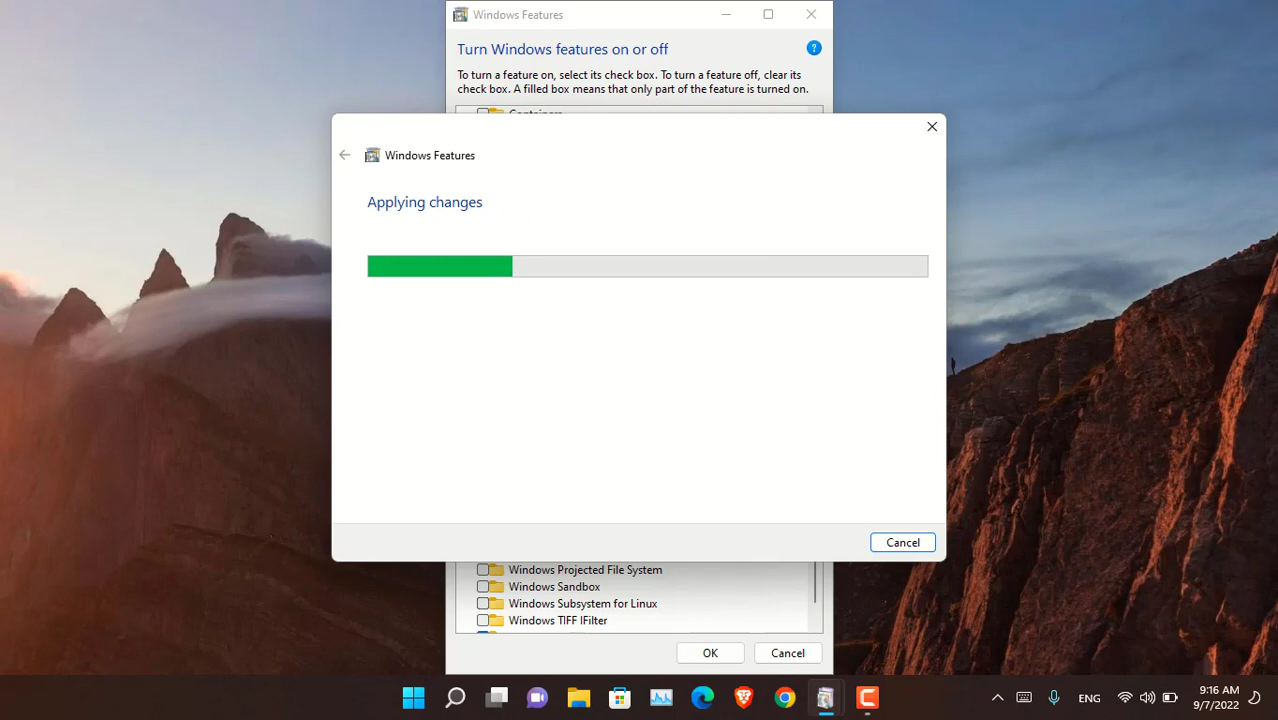 Windows Features
Turn Windows features on or off
?
To turn a feature on, select its check box. To turn a feature off, clear its
check box. A filled box means that only part of the feature is turned on.
Containers
Windows Features
Applying changes
Cancel
Windows Projected File System
Windows Sandbox
Windows Subsystem for Linux
Windows TIFF IFilter
OK
Cancel
ENG
9:16 AM
9/7/2022